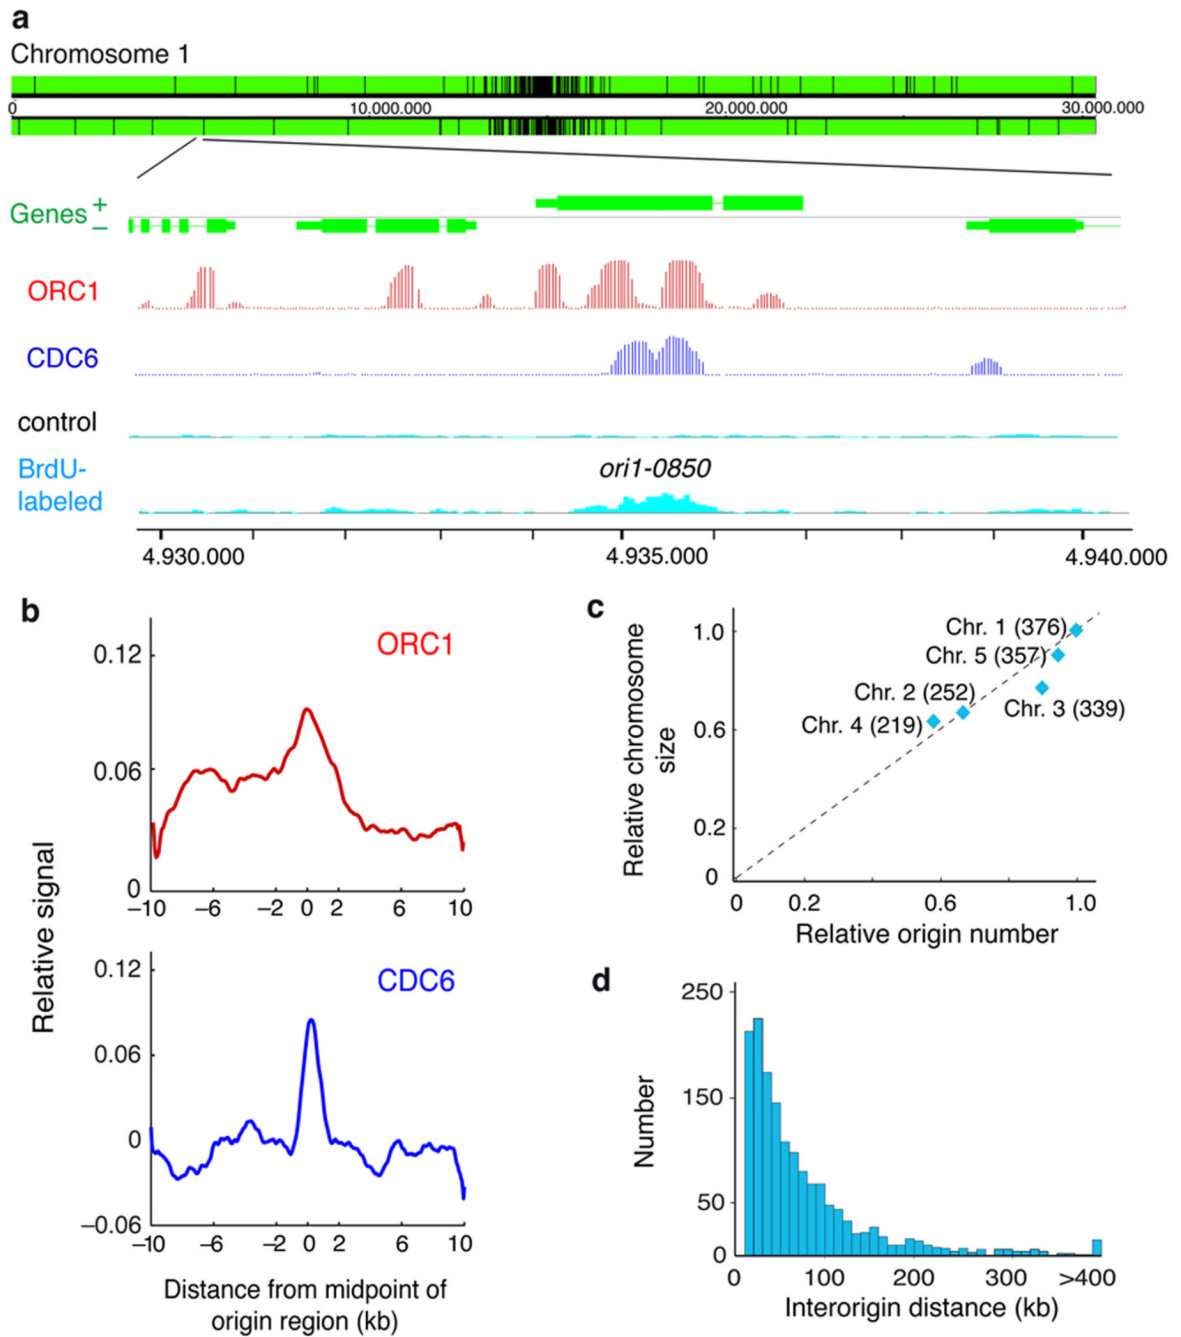 a
Chromosome 1
0 10,000.000 20,000.000 30,000.000
Genes + –
ORC1
CDC6
control
BrdU-
labeled
ori1-0850
4.930.000 4.935.000 4.940.000
b
Relative signal
ORC1
0.12
0.06
0
–10 –6 –2 0 2 6 10
CDC6
0.12
0.06
0
–0.06
–10 –6 –2 0 2 6 10
Distance from midpoint of
origin region (kb)
c
Relative chromosome
size
1.0
0.6
0.2
0
Chr. 1 (376)
Chr. 5 (357)
Chr. 2 (252)
Chr. 3 (339)
Chr. 4 (219)
0 0.2 0.6 1.0
Relative origin number
d
Number
250
150
50
0
0 100 200 300 >400
Interorigin distance (kb)